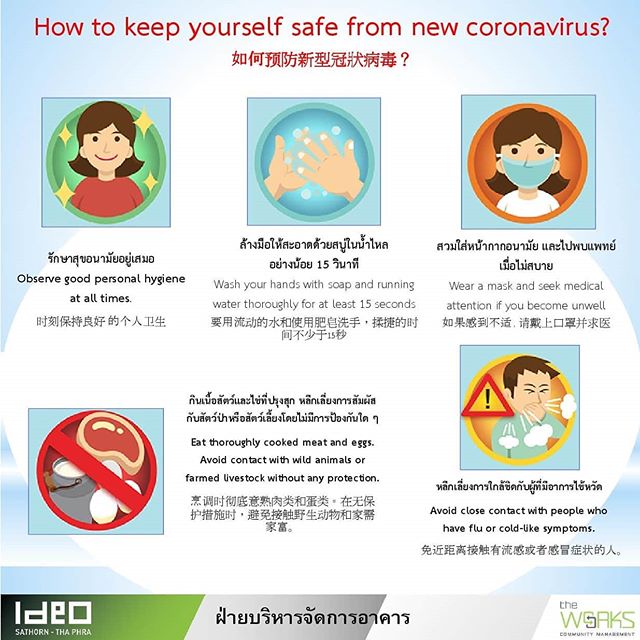 How to keep yourself safe from new coronavirus?
如何预防新型冠狀病毒？
รักษาสุขอนามัยอยู่เสมอ
Observe good personal hygiene
at all times.
时刻保持良好 的个人卫生
ล้างมือให้สะอาดด้วยสบู่ในน้ำไหล
อย่างน้อย 15 วินาที
Wash your hands with soap and running
water thoroughly for at least 15 seconds
要用流动的水和使用肥皂洗手，揉搓的时
间不少于15秒
สวมใส่หน้ากากอนามัย และไปพบแพทย์
เมื่อไม่สบาย
Wear a mask and seek medical
attention if you become unwell
如果感到不适, 请戴上口罩并求医
กินเนื้อสัตว์และไข่ที่ปรุงสุก หลีกเลี่ยงการสัมผัส
กับสัตว์ป่าหรือสัตว์เลี้ยงโดยไม่มีการป้องกันใด ๆ
Eat thoroughly cooked meat and eggs.
Avoid contact with wild animals or
farmed livestock without any protection.
烹调时彻底意熟肉类和蛋类。在无保
护措施时，避免接触野生动物和家需
家富。
หลีกเลี่ยงการใกล้ชิดกับผู้ที่มีอาการไข้หวัด
Avoid close contact with people who
have flu or cold-like symptoms.
免近距离接触有流感或者感冒症状的人。
ideo
SATHORN - THA PHRA
ฝ่ายบริหารจัดการอาคาร
the
WORKS
COMMUNITY MANAGEMENT